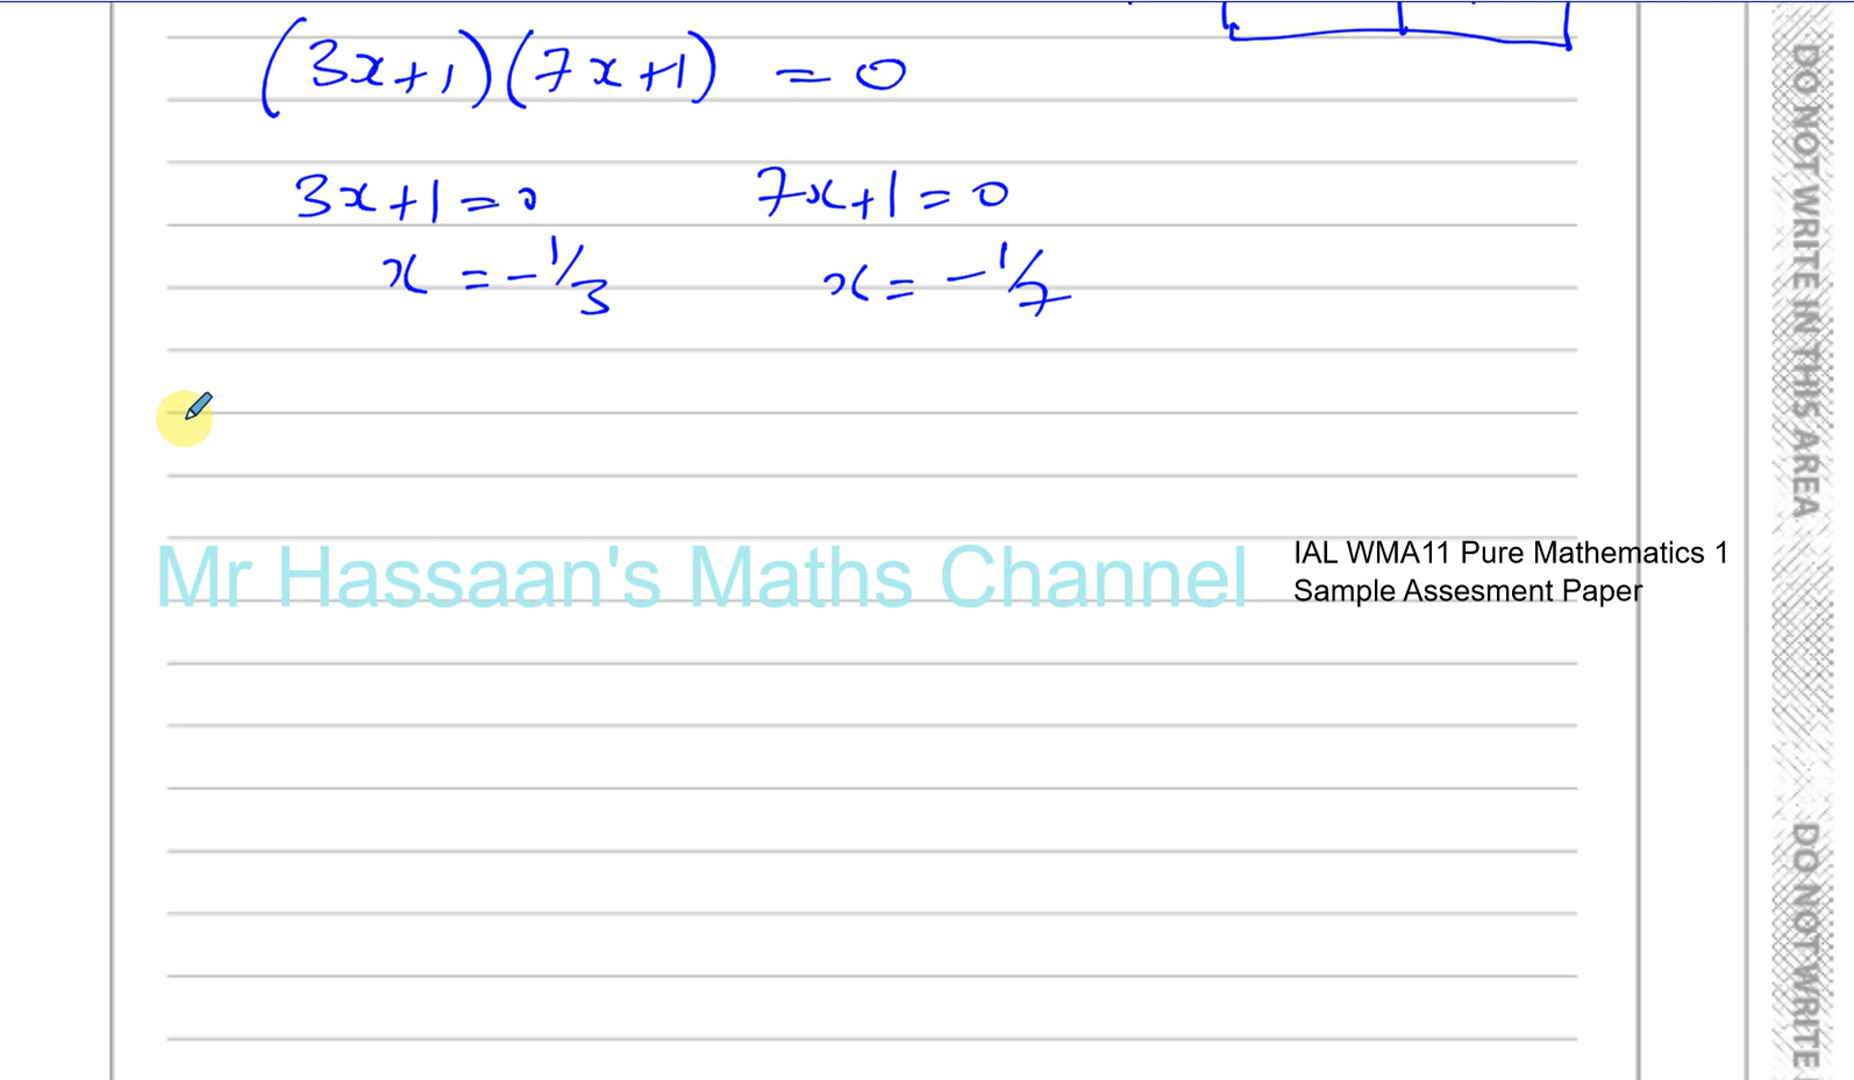 (3x+1)(7x+1) = 0
3x+1=0 7x+1=0
x = -1/3 x = -1/7
Mr Hassaan's Maths Channel
IAL WMA11 Pure Mathematics 1
Sample Assesment Paper
DO NOT WRITE IN THIS AREA
DO NOT WRITE